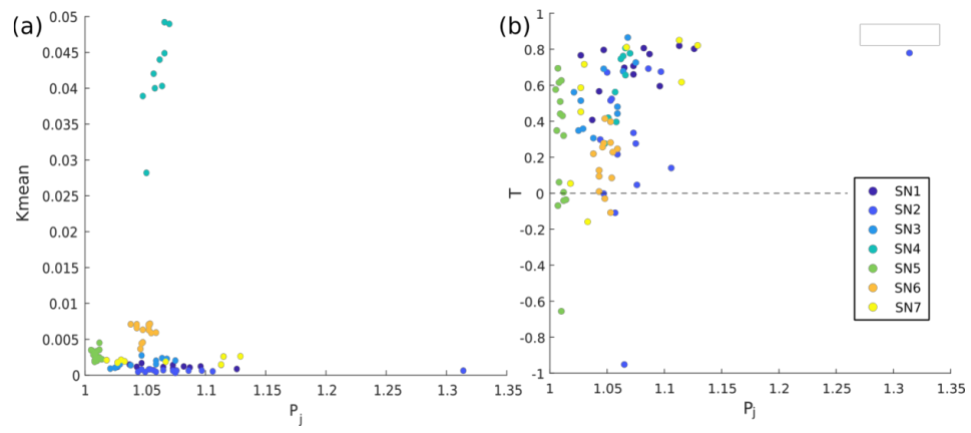 (a)
0.05
0.045
0.04
0.035
0.03
0.025
0.02
0.015
0.01
0.005
0
Kmean
1
1.05
1.1
1.15
1.2
1.25
1.3
1.35
P j
(b)
1
0.8
0.6
0.4
0.2
0
-0.2
-0.4
-0.6
-0.8
-1
T
1
1.05
1.1
1.15
1.2
1.25
1.3
1.35
Pj
SN1
SN2
SN3
SN4
SN5
SN6
SN7